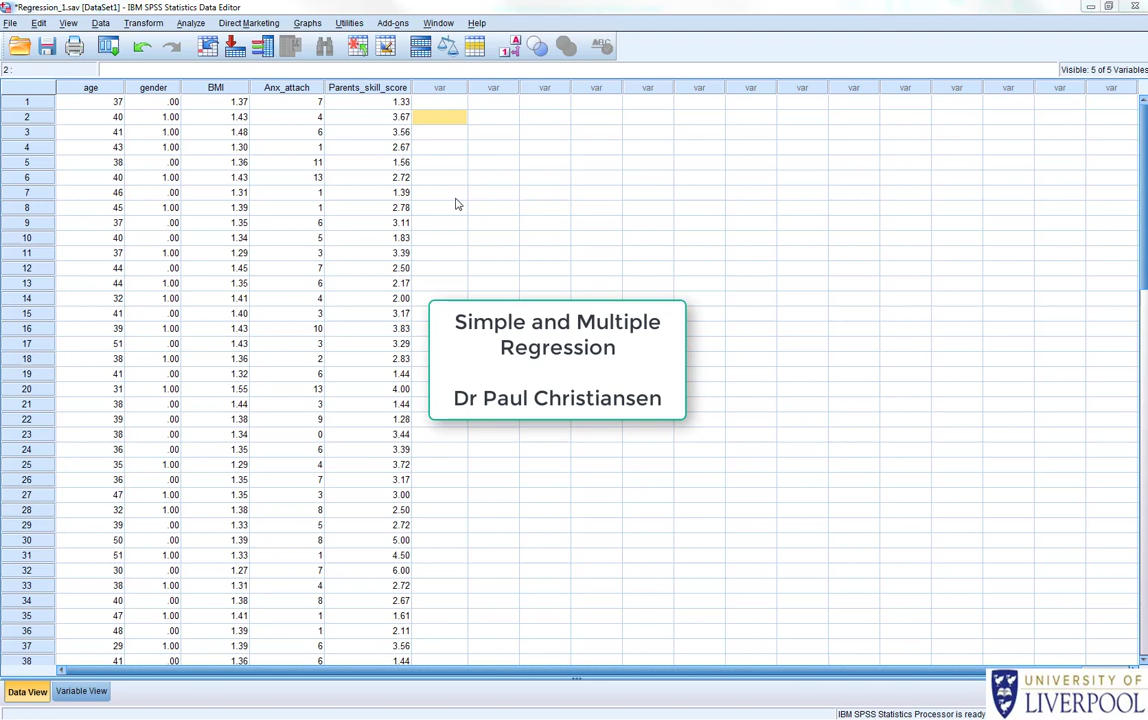 *Regression_1.sav [DataSet1] - IBM SPSS Statistics Data Editor
File Edit View Data Transform Analyze Direct Marketing Graphs Utilities Add-ons Window Help
2 :
Visible: 5 of 5 Variables
age gender BMI Anx_attach Parents_skill_score var var var var var var var var var var var var var var
1 37 .00 1.37 7 1.33
2 40 1.00 1.43 4 3.67
3 41 1.00 1.48 6 3.56
4 43 1.00 1.30 1 2.67
5 38 .00 1.36 11 1.56
6 40 1.00 1.43 13 2.72
7 46 .00 1.31 1 1.39
8 45 1.00 1.39 1 2.78
9 37 .00 1.35 6 3.11
10 40 .00 1.34 5 1.83
11 37 1.00 1.29 3 3.39
12 44 .00 1.45 7 2.50
13 44 1.00 1.35 6 2.17
14 32 1.00 1.41 4 2.00
15 41 .00 1.40 3 3.17
16 39 1.00 1.43 10 3.83
17 51 .00 1.43 3 3.29
18 38 1.00 1.36 2 2.83
19 41 .00 1.32 6 1.44
20 31 1.00 1.55 13 4.00
21 38 .00 1.44 3 1.44
22 39 1.00 1.38 9 1.28
23 38 .00 1.34 0 3.44
24 36 .00 1.35 6 3.39
25 35 1.00 1.29 4 3.72
26 36 .00 1.35 7 3.17
27 47 1.00 1.35 3 3.00
28 32 1.00 1.38 8 2.50
29 39 .00 1.33 5 2.72
30 50 .00 1.39 8 5.00
31 51 1.00 1.33 1 4.50
32 30 .00 1.27 7 6.00
33 38 1.00 1.31 4 2.72
34 40 .00 1.38 8 2.67
35 47 1.00 1.41 1 1.61
36 48 .00 1.39 1 2.11
37 29 1.00 1.39 6 3.56
38 41 .00 1.36 6 1.44
Simple and Multiple
Regression
Dr Paul Christiansen
Data View Variable View
IBM SPSS Statistics Processor is ready
UNIVERSITY OF
LIVERPOOL